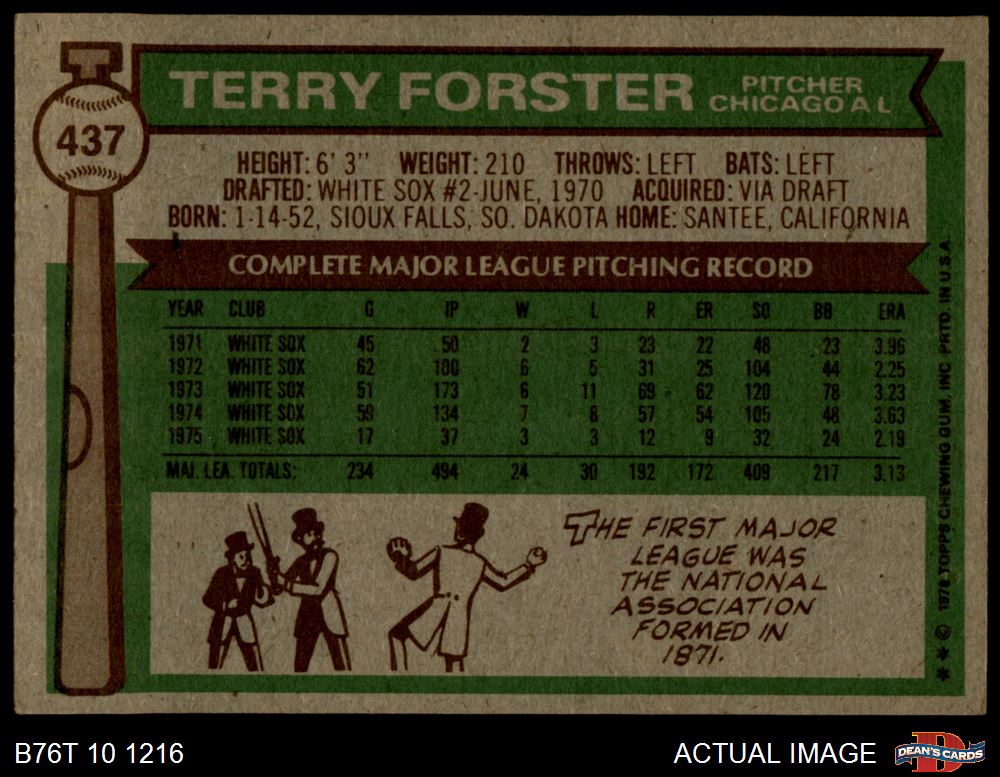 437
TERRY FORSTER
PITCHER
CHICAGO A L
HEIGHT: 6' 3" WEIGHT: 210 THROWS: LEFT BATS: LEFT
DRAFTED: WHITE SOX #2-JUNE, 1970 ACQUIRED: VIA DRAFT
BORN: 1-14-52, SIOUX FALLS, SO. DAKOTA HOME: SANTEE, CALIFORNIA
COMPLETE MAJOR LEAGUE PITCHING RECORD
YEAR CLUB G IP W L R ER SO BB ERA
1971 WHITE SOX 45 50 2 3 23 22 48 23 3.96
1972 WHITE SOX 62 100 6 5 31 25 104 44 2.25
1973 WHITE SOX 51 173 6 11 69 62 120 78 3.23
1974 WHITE SOX 59 134 7 8 57 54 105 48 3.63
1975 WHITE SOX 17 37 3 3 12 9 32 24 2.19
MAJ. LEA. TOTALS: 234 494 24 30 192 172 409 217 3.13
THE FIRST MAJOR
LEAGUE WAS
THE NATIONAL
ASSOCIATION
FORMED IN
1871.
* * © 1976 TOPPS CHEWING GUM, INC PRTD. IN U.S.A.
B76T 10 1216
ACTUAL IMAGE
D
DEAN'S CARDS